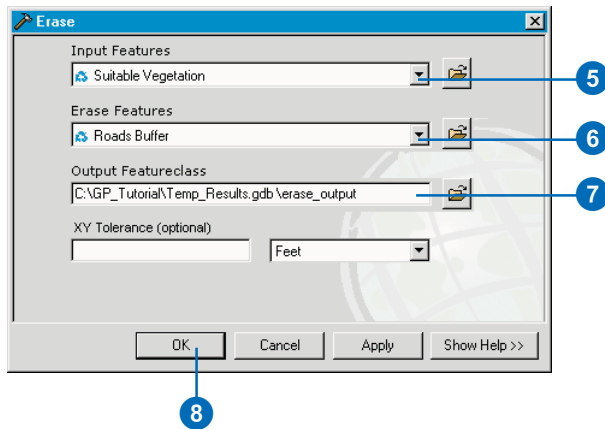 Erase
Input Features
Suitable Vegetation
5
Erase Features
Roads Buffer
6
Output Featureclass
C:\GP_Tutorial\Temp_Results.gdb\erase_output
7
XY Tolerance (optional)
Feet
OK Cancel Apply Show Help >>
8